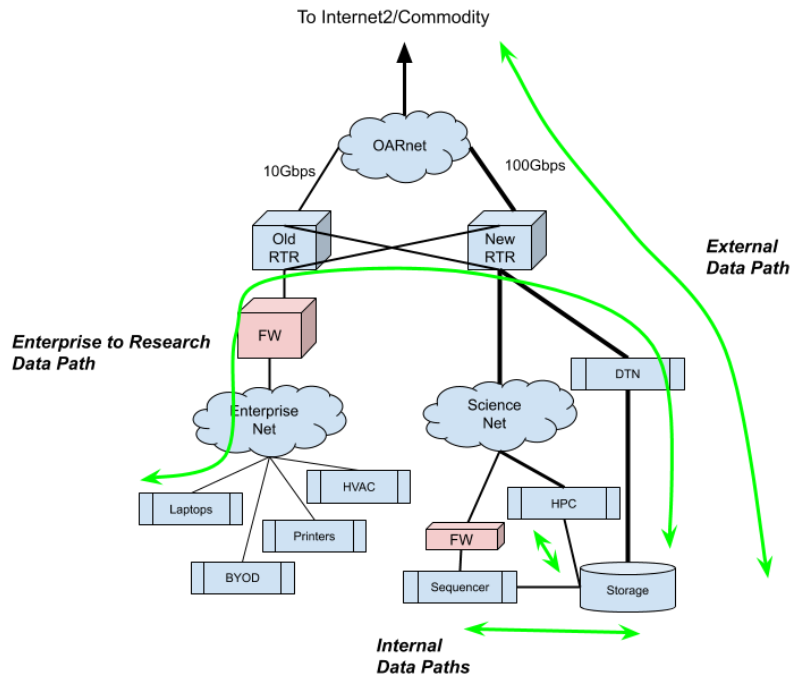 To Internet2/Commodity
OARnet
10Gbps
100Gbps
Old
RTR
New
RTR
External
Data Path
FW
Enterprise to Research
Data Path
DTN
Enterprise
Net
Science
Net
HVAC
Laptops
HPC
Printers
FW
BYOD
Sequencer
Storage
Internal
Data Paths